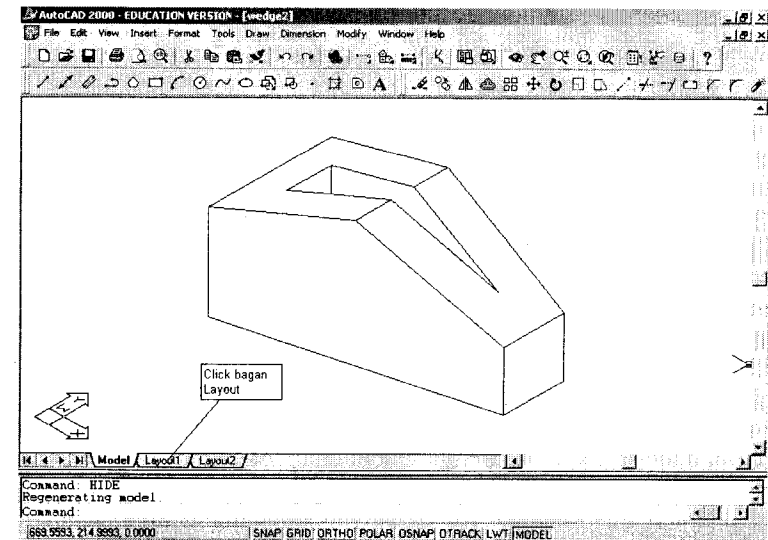 AutoCAD 2000 - EDUCATION VERSION - [wedge2]
File Edit View Insert Format Tools Draw Dimension Modify Window Help
Click bagan
Layout
Model Layout1 Layout2
Command: HIDE
Regenerating model.
Command:
669.5593, 214.9993, 0.0000 SNAP GRID ORTHO POLAR OSNAP OTRACK LWT MODEL